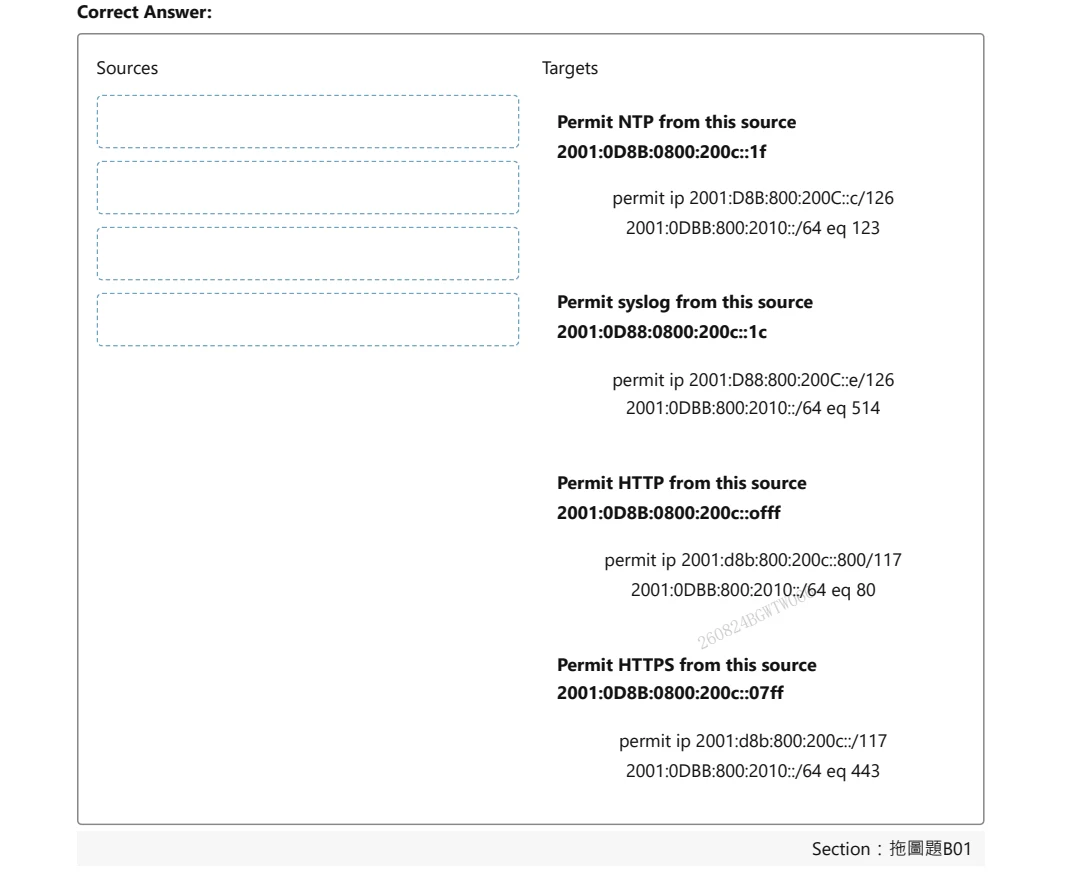 Correct Answer:
Sources
Targets
Permit NTP from this source
2001:0D8B:0800:200c::1f
permit ip 2001:D8B:800:200C::c/126
2001:0DBB:800:2010::/64 eq 123
Permit syslog from this source
2001:0D88:0800:200c::1c
permit ip 2001:D88:800:200C::e/126
2001:0DBB:800:2010::/64 eq 514
Permit HTTP from this source
2001:0D8B:0800:200c::offf
permit ip 2001:d8b:800:200c::800/117
2001:0DBB:800:2010::/64 eq 80
Permit HTTPS from this source
2001:0D8B:0800:200c::07ff
permit ip 2001:d8b:800:200c::/117
2001:0DBB:800:2010::/64 eq 443
Section：拖圖題B01